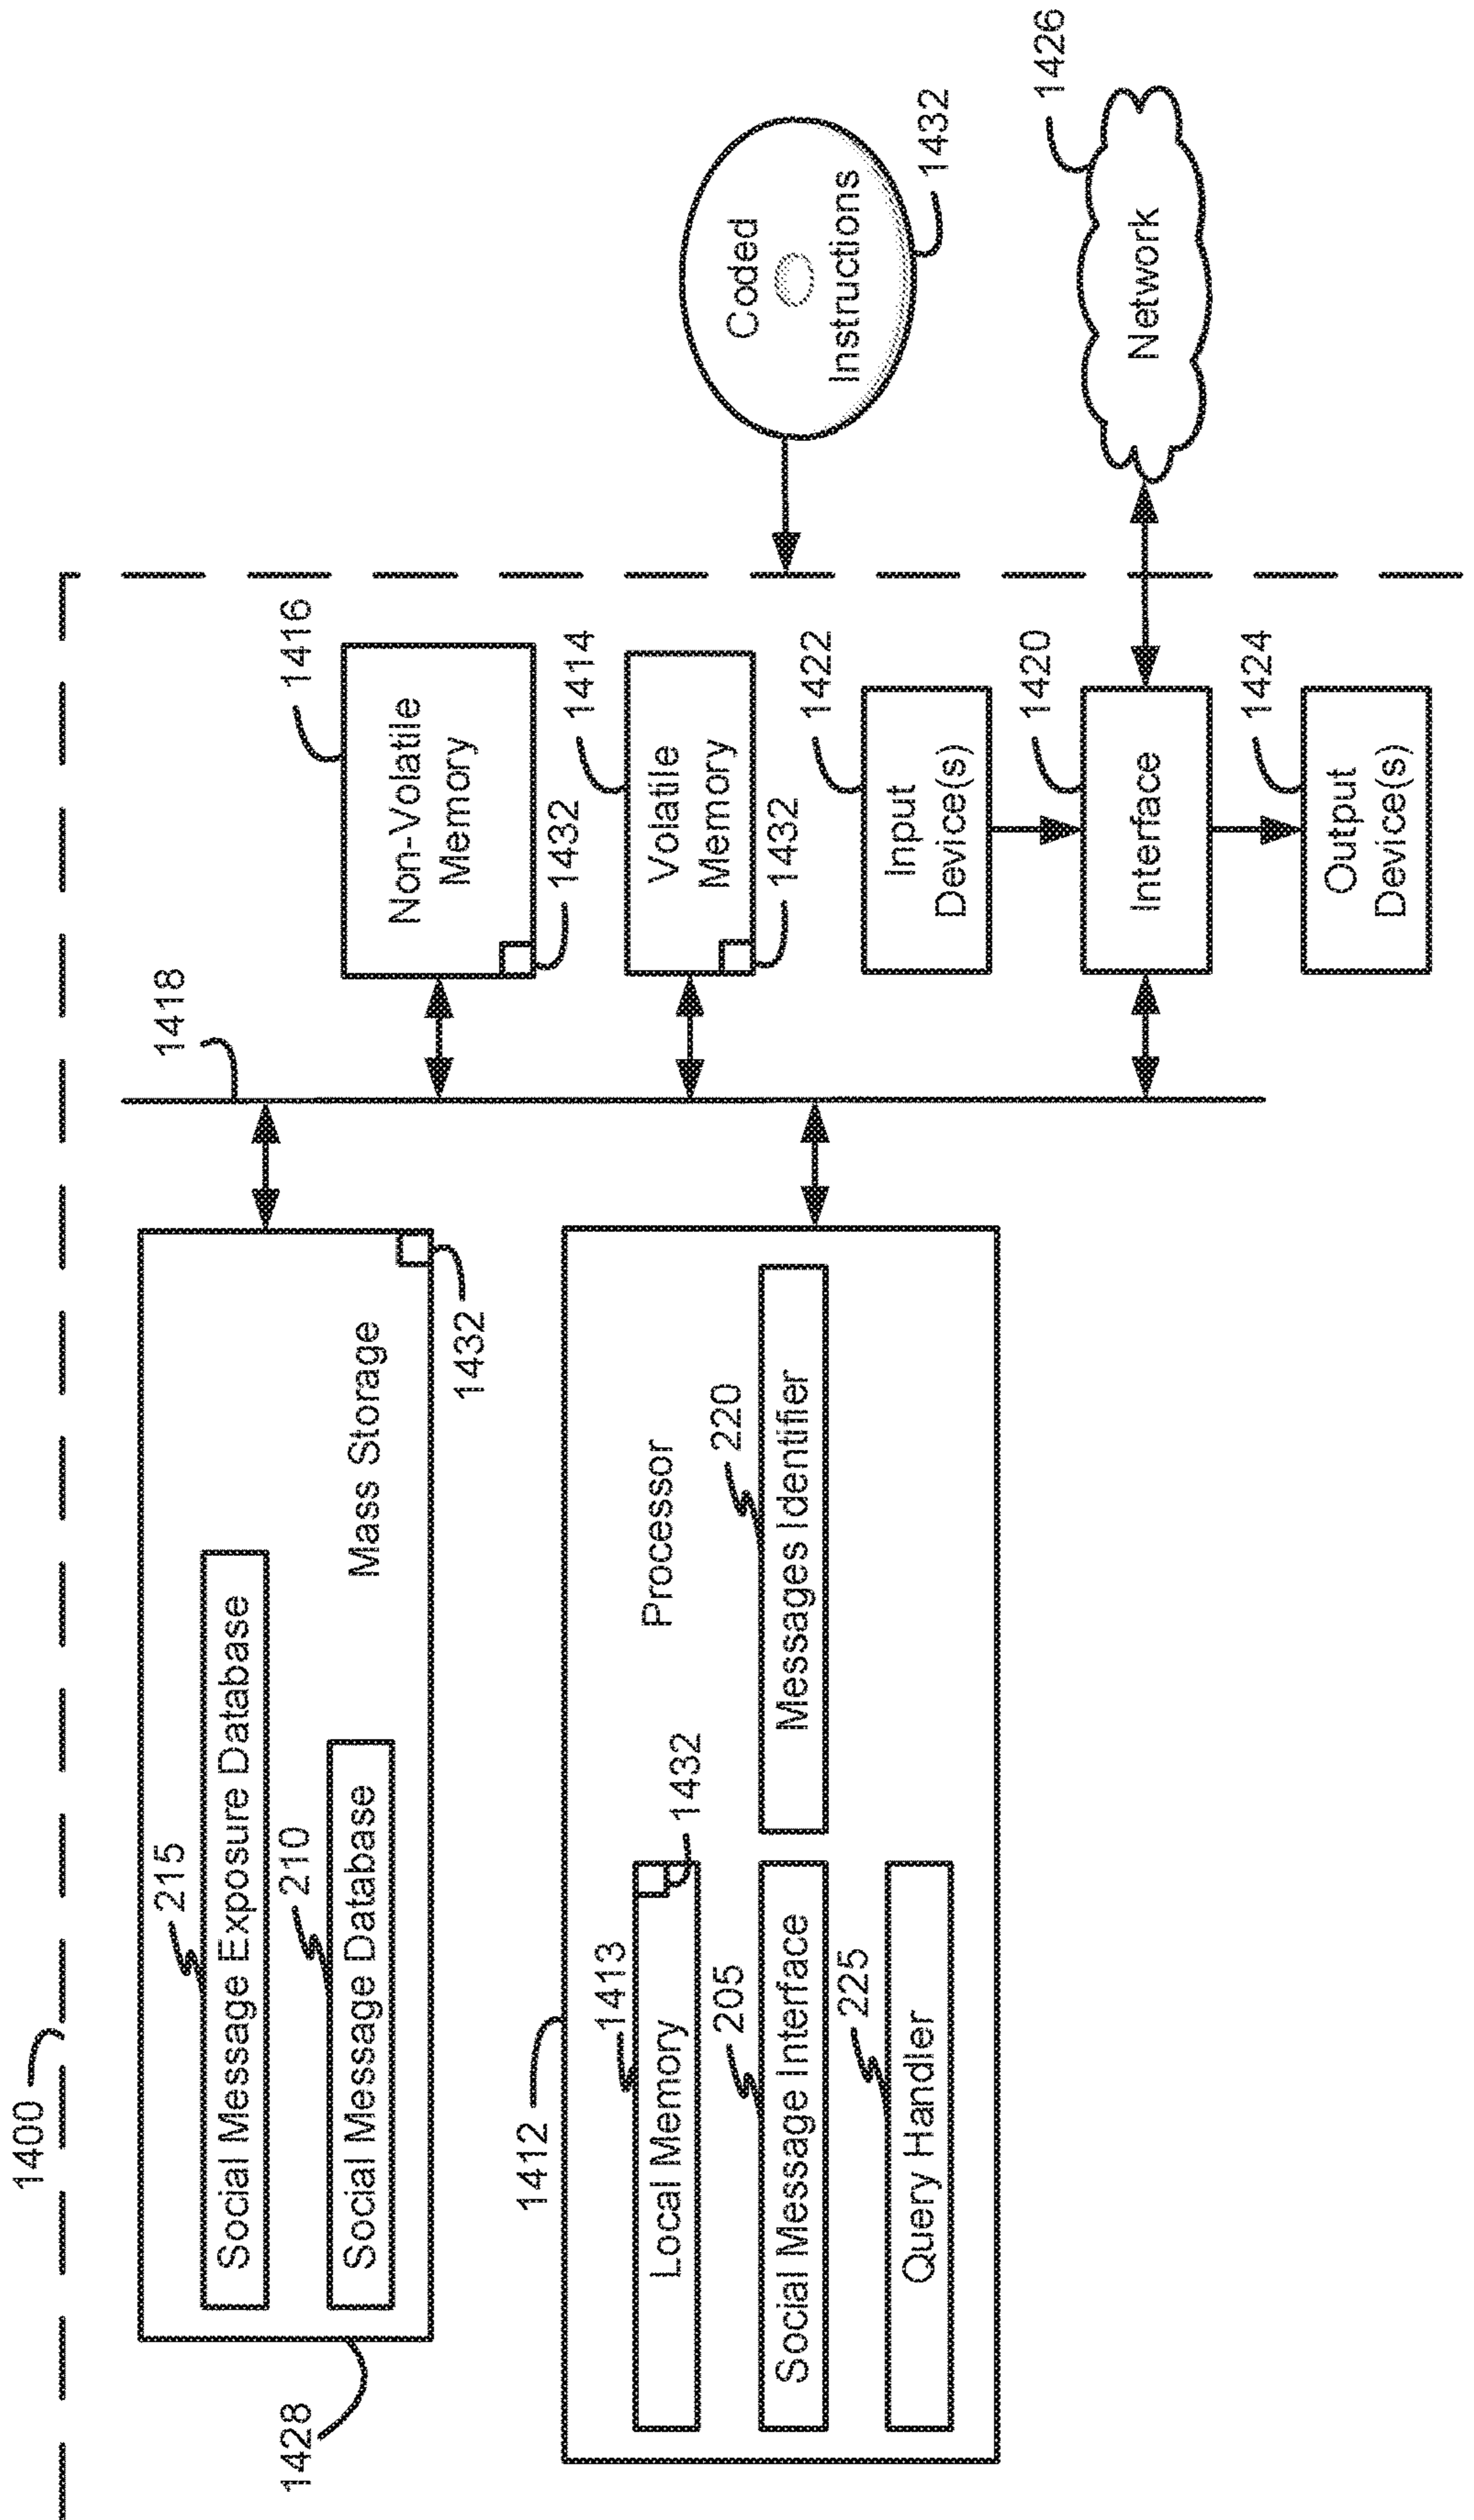 1400
1428
215
Social Message Exposure Database
210
Social Message Database
Mass Storage
1432
1412
Processor
1413
Local Memory
1432
205
Social Message Interface
220
Messages Identifier
225
Query Handler
1418
1416
Non-Volatile
Memory
1432
1414
Volatile
Memory
1432
1422
Input
Device(s)
1420
Interface
1424
Output
Device(s)
Coded
Instructions
1432
1426
Network